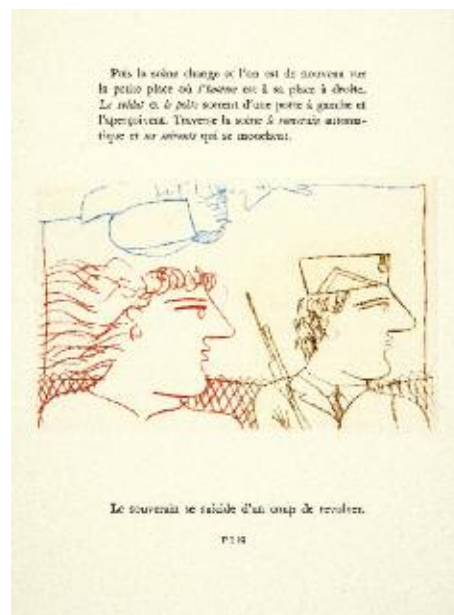 Puis la scène change et l'on est de nouveau sur
la petite place où l'homme est à sa place à droite.
Le soldat et le poète sortent d'une porte à gauche et
l'aperçoivent. Traverse la scène le souverain automa-
tique et ses suivants qui se mouchent.
Le souverain se suicide d'un coup de revolver.
FIN